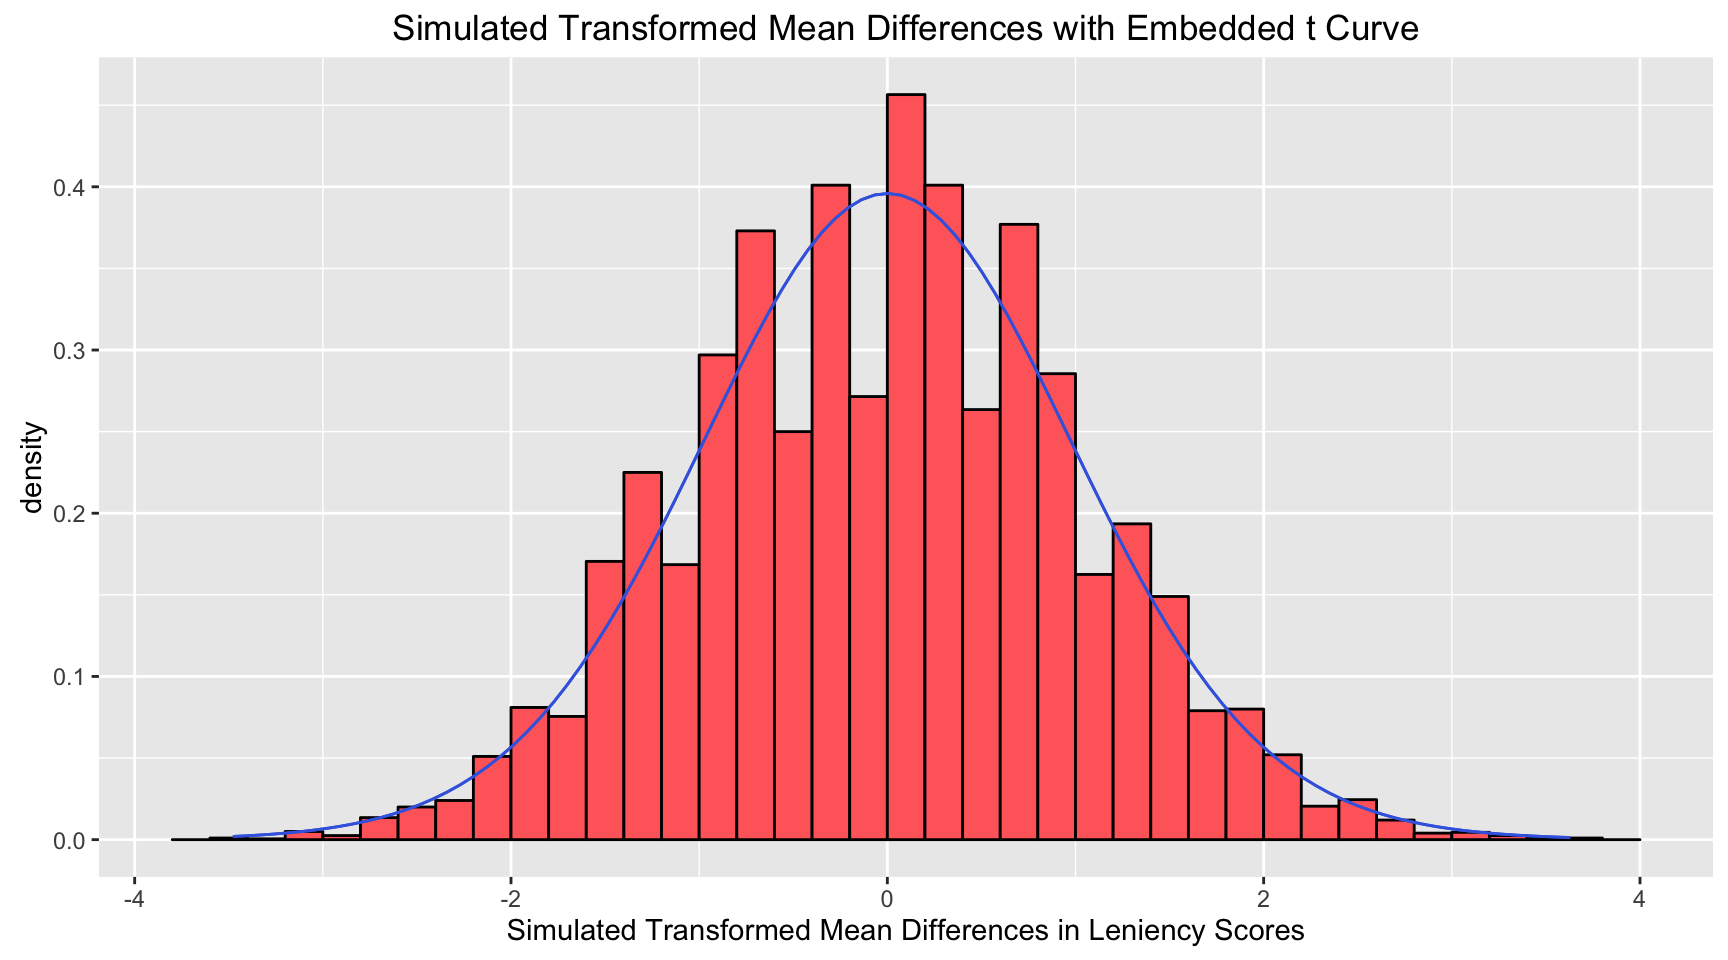 Simulated Transformed Mean Differences with Embedded t Curve
density
0.4
0.3
0.2
0.1
0.0
-4 -2 0 2 4
Simulated Transformed Mean Differences in Leniency Scores